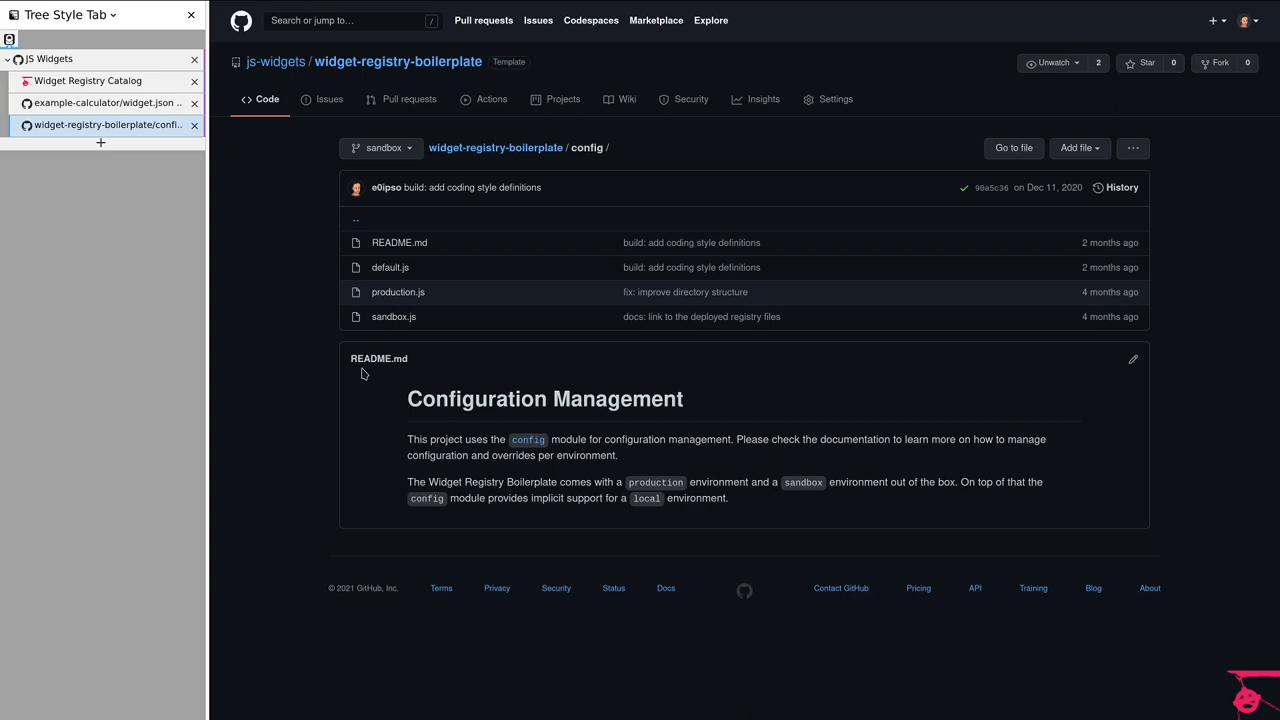 Tree Style Tab
JS Widgets
Widget Registry Catalog
example-calculator/widget.json ..
widget-registry-boilerplate/confi..
Search or jump to…
/
Pull requests
Issues
Codespaces
Marketplace
Explore
js-widgets / widget-registry-boilerplate
Template
Unwatch 2
Star 0
Fork 0
Code
Issues
Pull requests
Actions
Projects
Wiki
Security
Insights
Settings
sandbox
widget-registry-boilerplate / config /
Go to file
Add file
e0ipso build: add coding style definitions
90a5c36 on Dec 11, 2020
History
..
README.md build: add coding style definitions 2 months ago
default.js build: add coding style definitions 2 months ago
production.js fix: improve directory structure 4 months ago
sandbox.js docs: link to the deployed registry files 4 months ago
README.md
Configuration Management
This project uses the config module for configuration management. Please check the documentation to learn more on how to manage
configuration and overrides per environment.
The Widget Registry Boilerplate comes with a production environment and a sandbox environment out of the box. On top of that the
config module provides implicit support for a local environment.
© 2021 GitHub, Inc.
Terms
Privacy
Security
Status
Docs
Contact GitHub
Pricing
API
Training
Blog
About